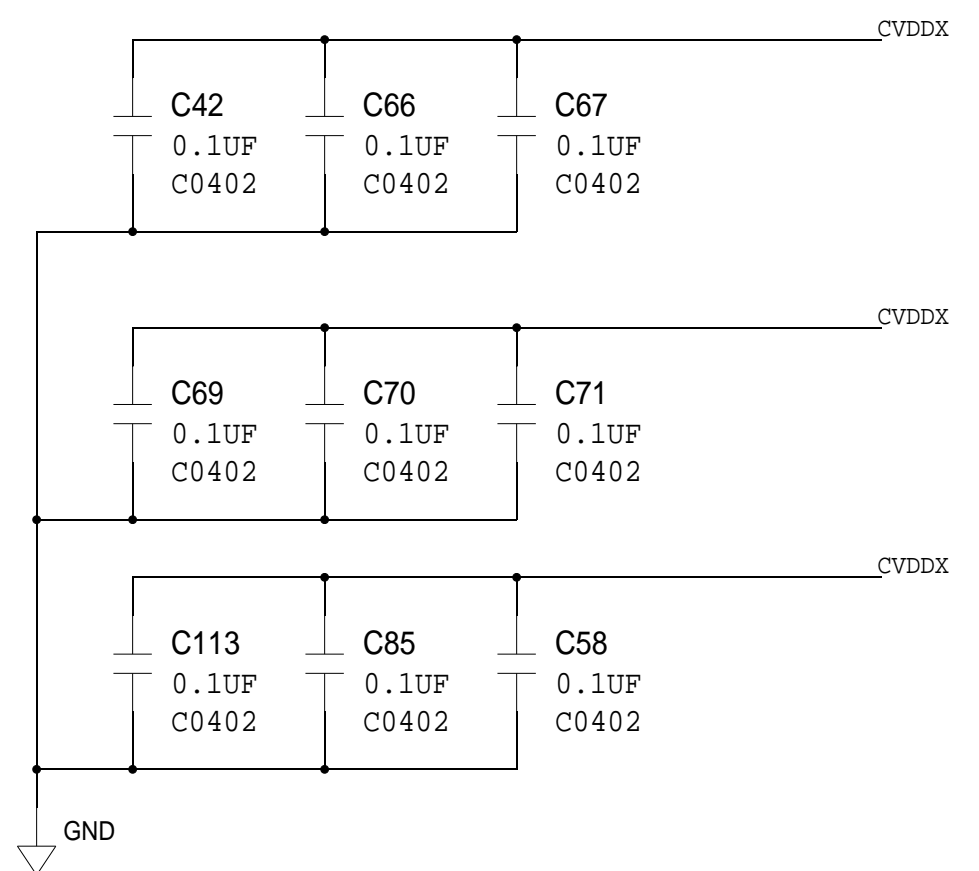 CVDDX
C42 C66 C67
0.1UF 0.1UF 0.1UF
C0402 C0402 C0402
CVDDX
C69 C70 C71
0.1UF 0.1UF 0.1UF
C0402 C0402 C0402
CVDDX
C113 C85 C58
0.1UF 0.1UF 0.1UF
C0402 C0402 C0402
GND